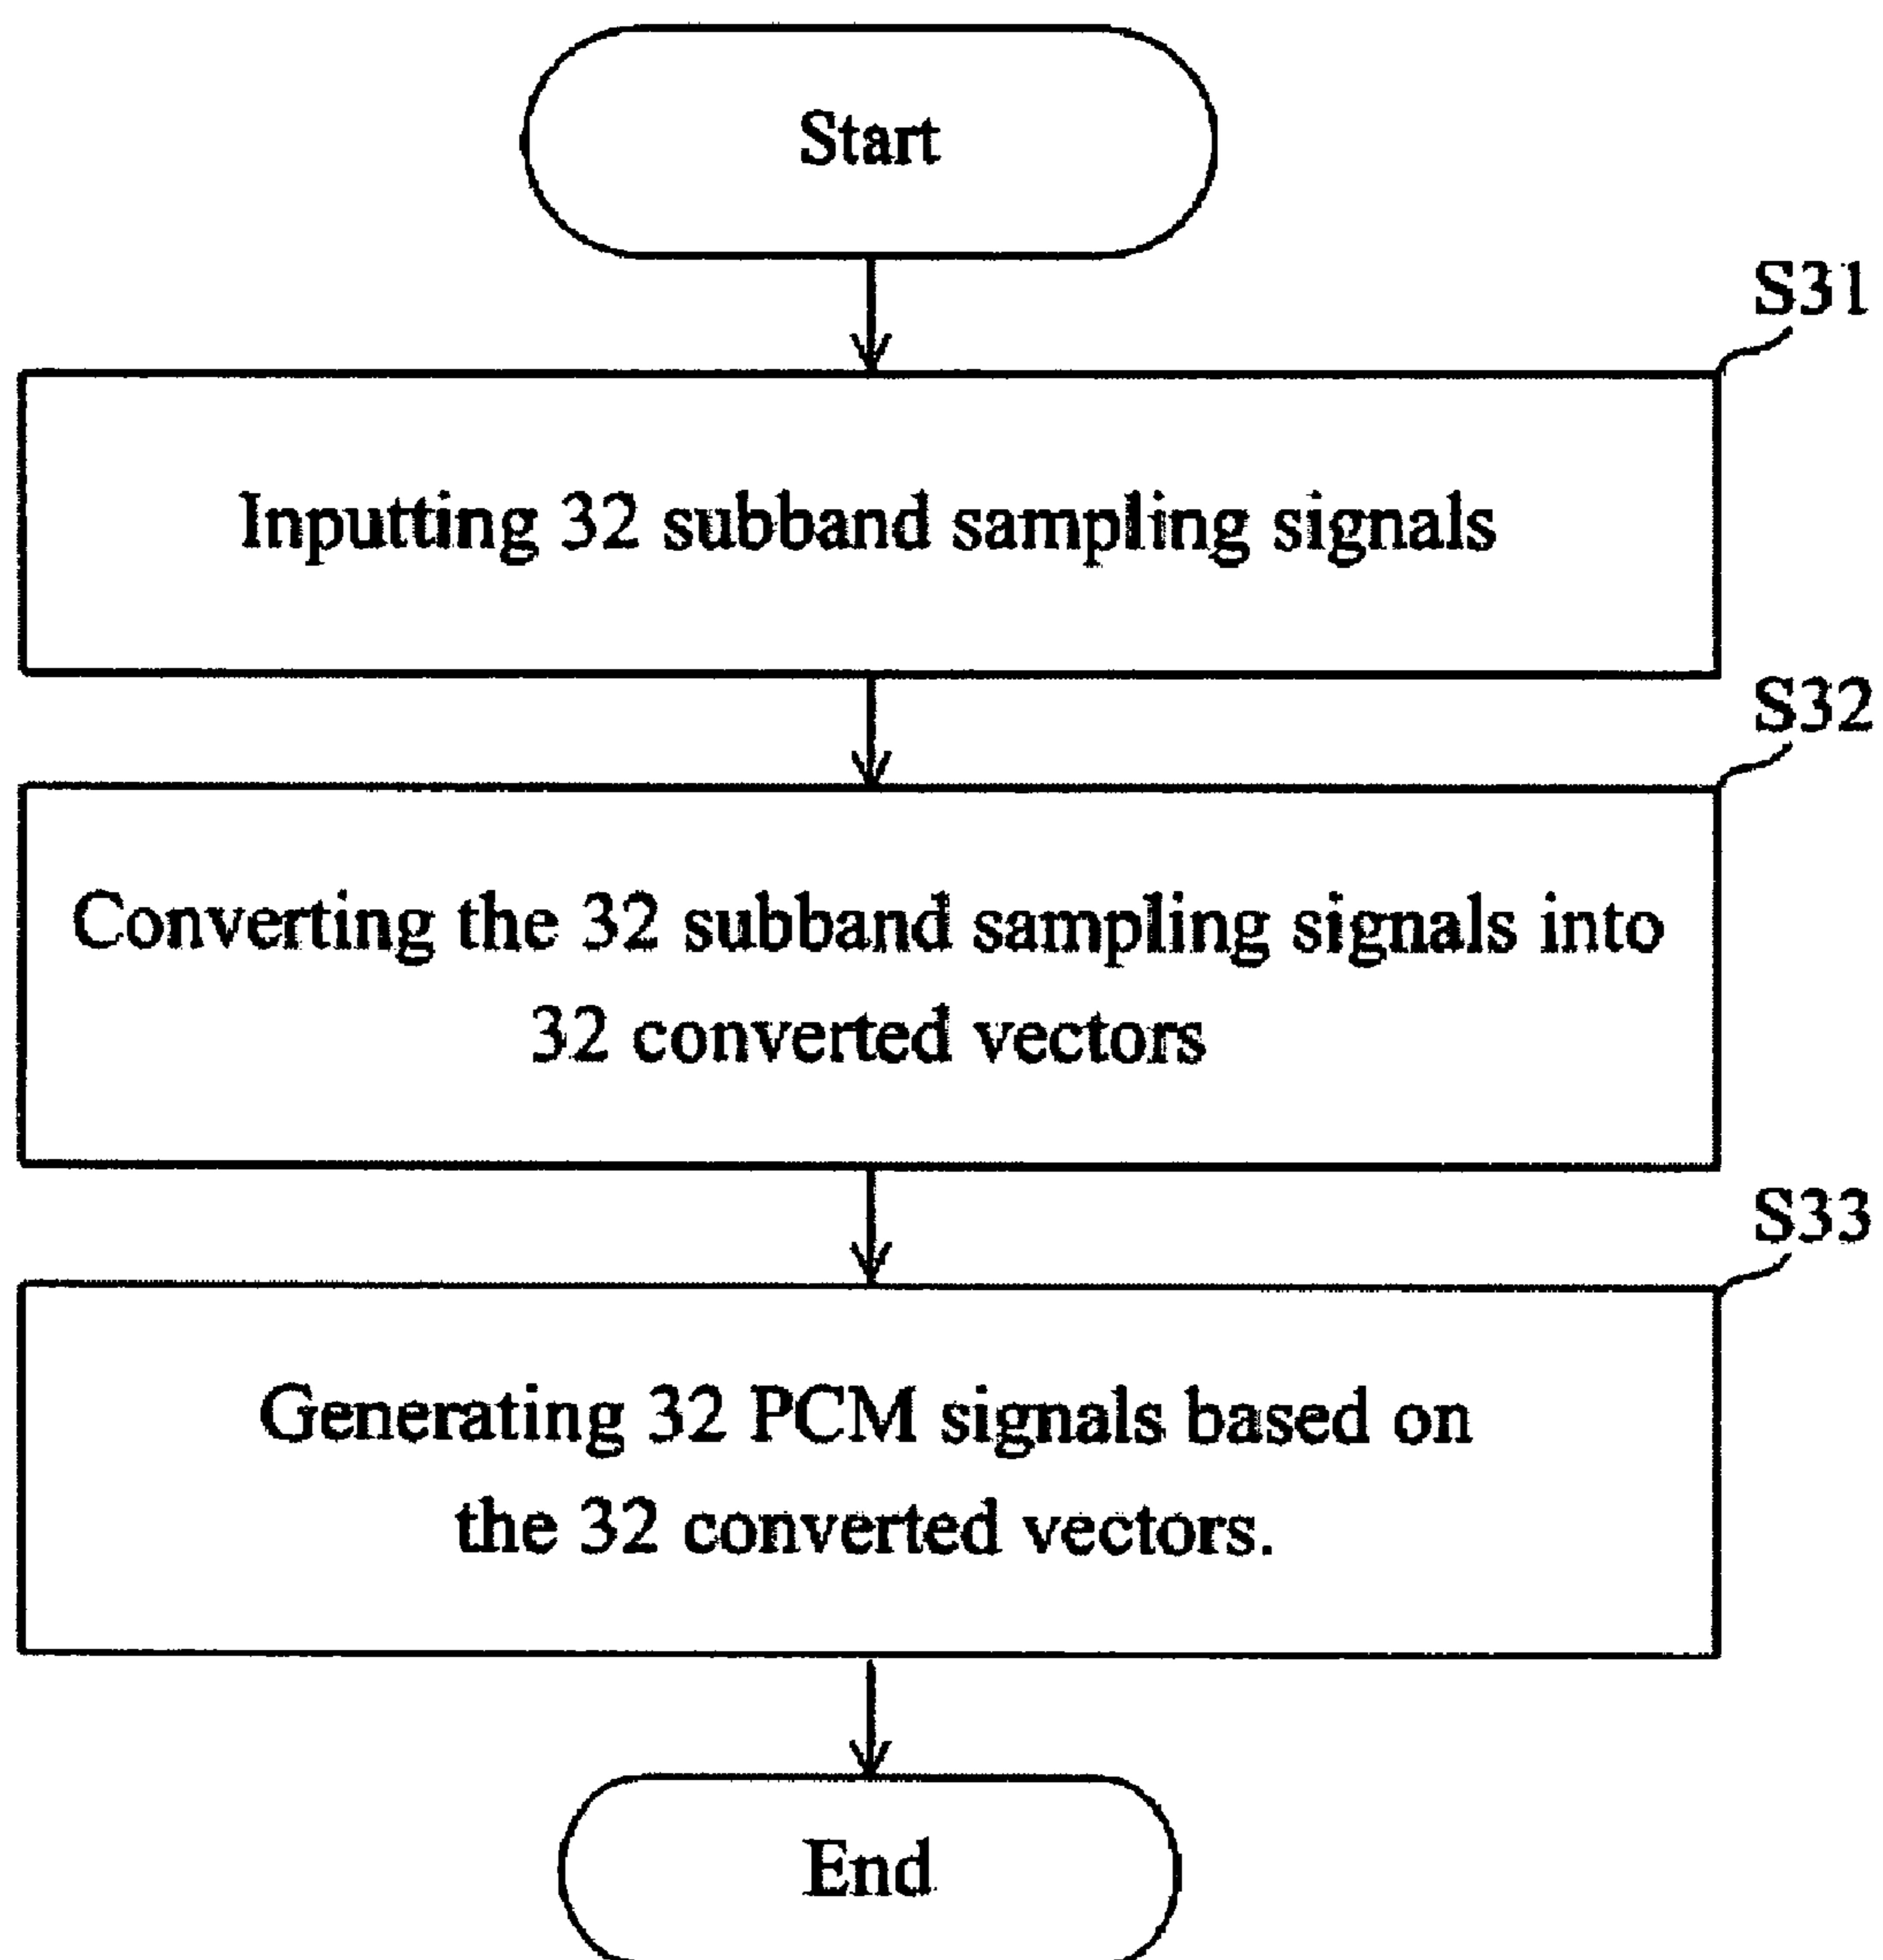 Start
S31
Inputting 32 subband sampling signals
S32
Converting the 32 subband sampling signals into
32 converted vectors
S33
Generating 32 PCM signals based on
the 32 converted vectors.
End